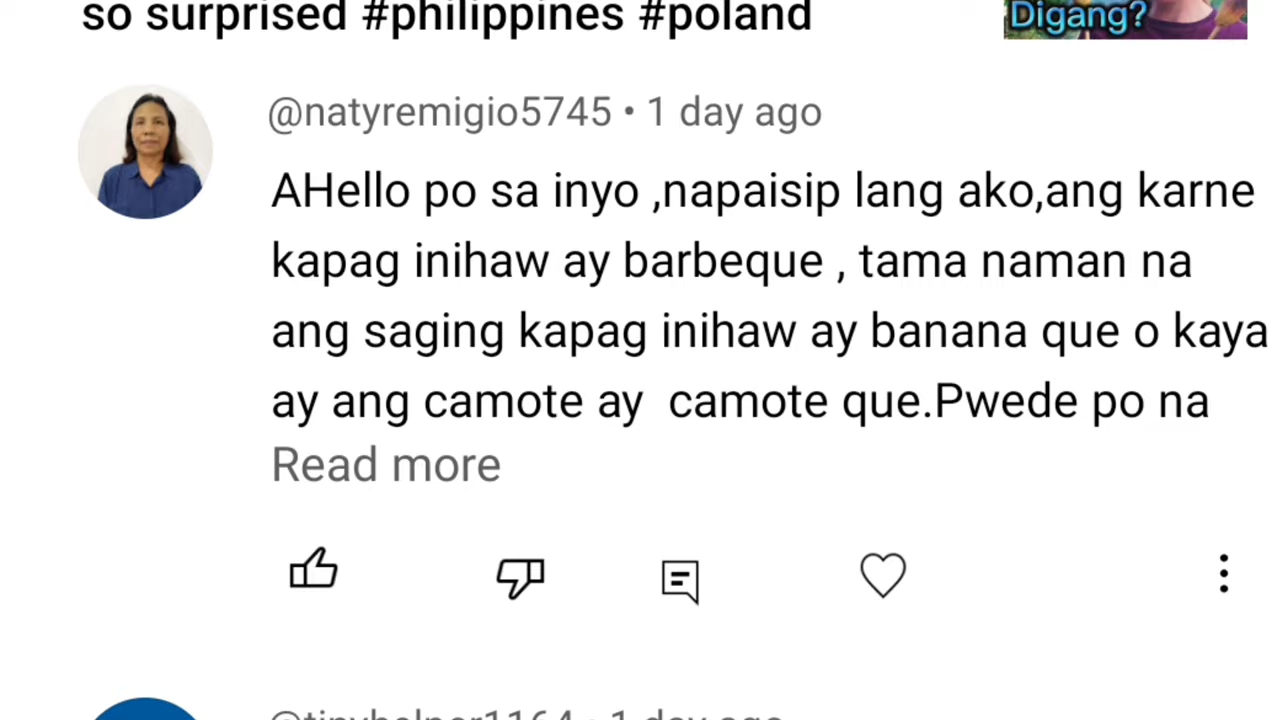 so surprised #philippines #poland
Digang?
@natyremigio5745 • 1 day ago
AHello po sa inyo ,napaisip lang ako,ang karne
kapag inihaw ay barbeque , tama naman na
ang saging kapag inihaw ay banana que o kaya
ay ang camote ay  camote que.Pwede po na
Read more
@tinyhelper1164 • 1 day ago